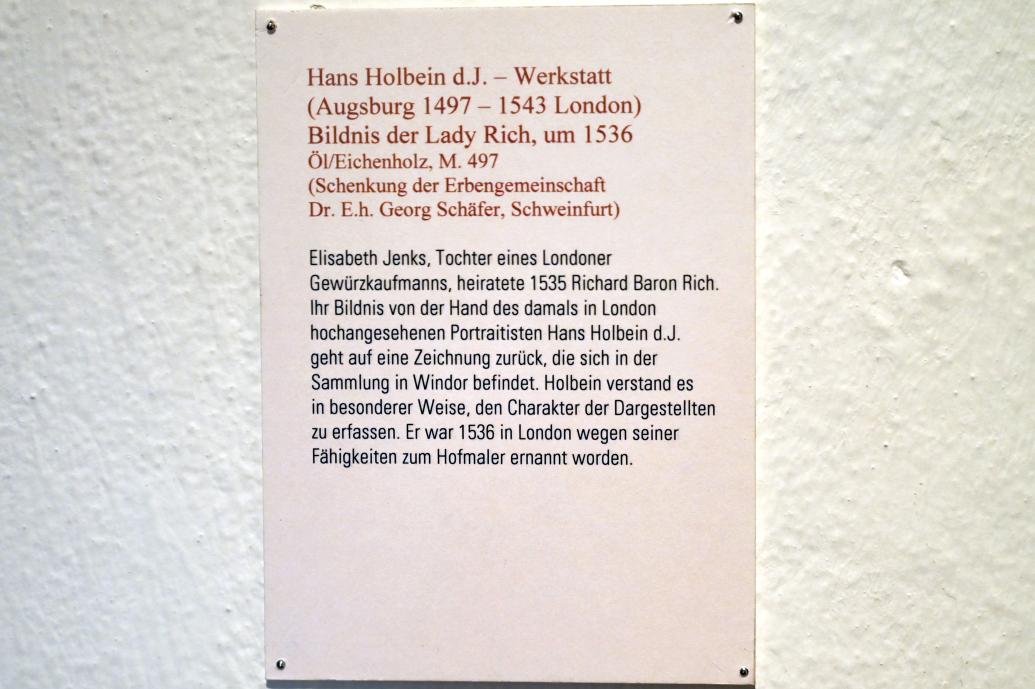 Hans Holbein d.J. – Werkstatt
(Augsburg 1497 – 1543 London)
Bildnis der Lady Rich, um 1536
Öl/Eichenholz, M. 497
(Schenkung der Erbengemeinschaft
Dr. E.h. Georg Schäfer, Schweinfurt)
Elisabeth Jenks, Tochter eines Londoner
Gewürzkaufmanns, heiratete 1535 Richard Baron Rich.
Ihr Bildnis von der Hand des damals in London
hochangesehenen Portraitisten Hans Holbein d.J.
geht auf eine Zeichnung zurück, die sich in der
Sammlung in Windor befindet. Holbein verstand es
in besonderer Weise, den Charakter der Dargestellten
zu erfassen. Er war 1536 in London wegen seiner
Fähigkeiten zum Hofmaler ernannt worden.